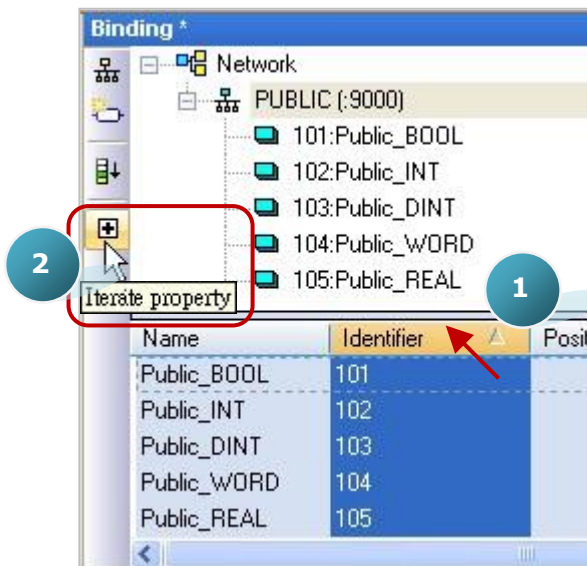 Binding *
Network
PUBLIC (:9000)
101:Public_BOOL
102:Public_INT
103:Public_DINT
104:Public_WORD
105:Public_REAL
2
Iterate property
1
Name Identifier Posit
Public_BOOL 101
Public_INT 102
Public_DINT 103
Public_WORD 104
Public_REAL 105